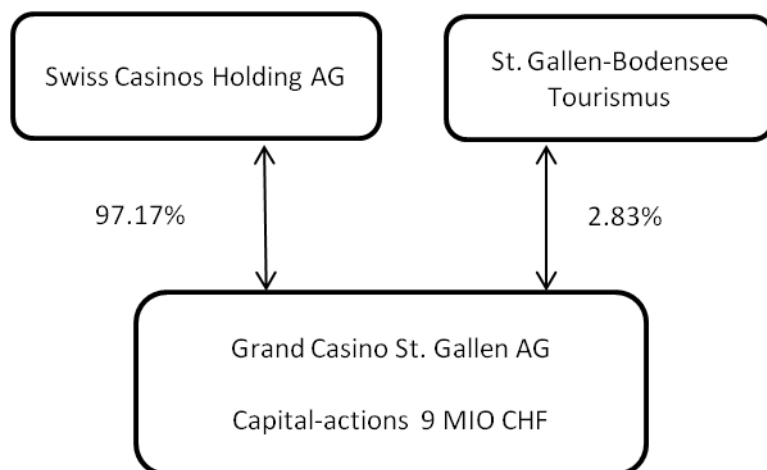 Swiss Casinos Holding AG
St. Gallen-Bodensee
Tourismus
97.17%
2.83%
Grand Casino St. Gallen AG
Capital-actions 9 MIO CHF